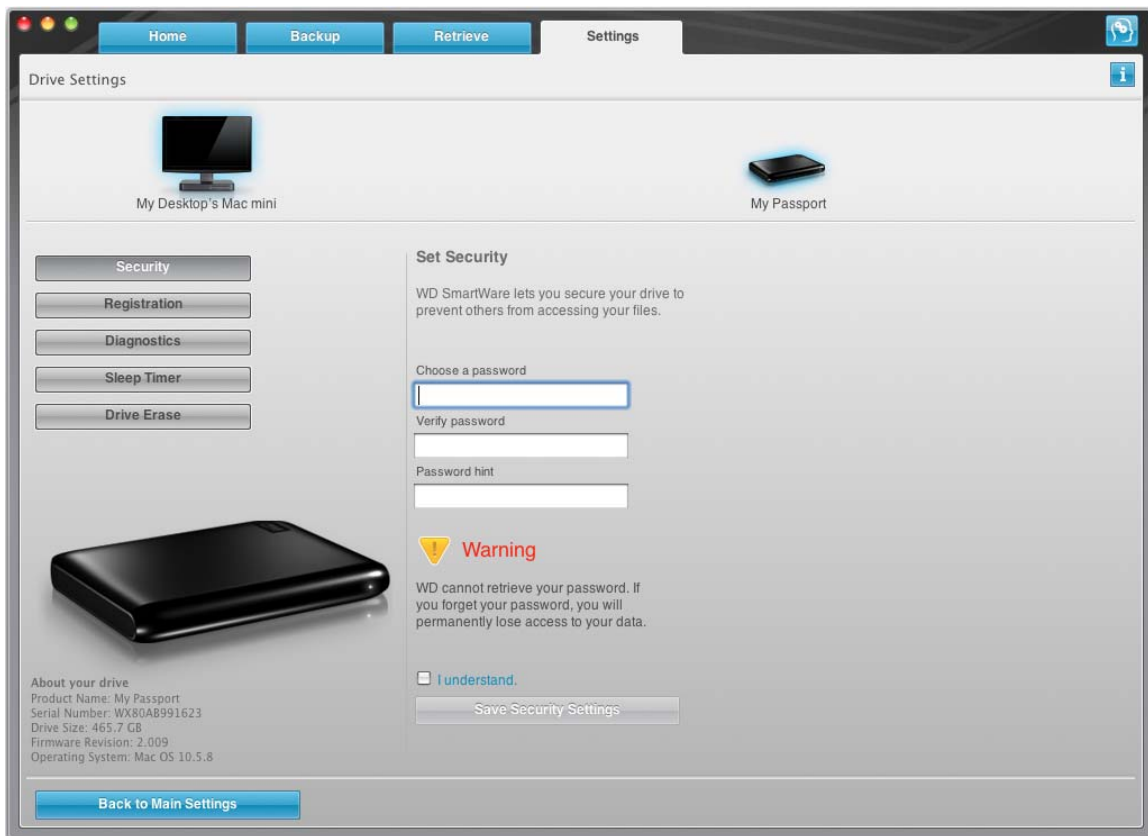 Home
Backup
Retrieve
Settings
Drive Settings
i
My Desktop's Mac mini
My Passport
Security
Registration
Diagnostics
Sleep Timer
Drive Erase
Set Security
WD SmartWare lets you secure your drive to
prevent others from accessing your files.
Choose a password
Verify password
Password hint
! Warning
WD cannot retrieve your password. If
you forget your password, you will
permanently lose access to your data.
I understand.
Save Security Settings
About your drive
Product Name: My Passport
Serial Number: WX80AB991623
Drive Size: 465.7 GB
Firmware Revision: 2.009
Operating System: Mac OS 10.5.8
Back to Main Settings